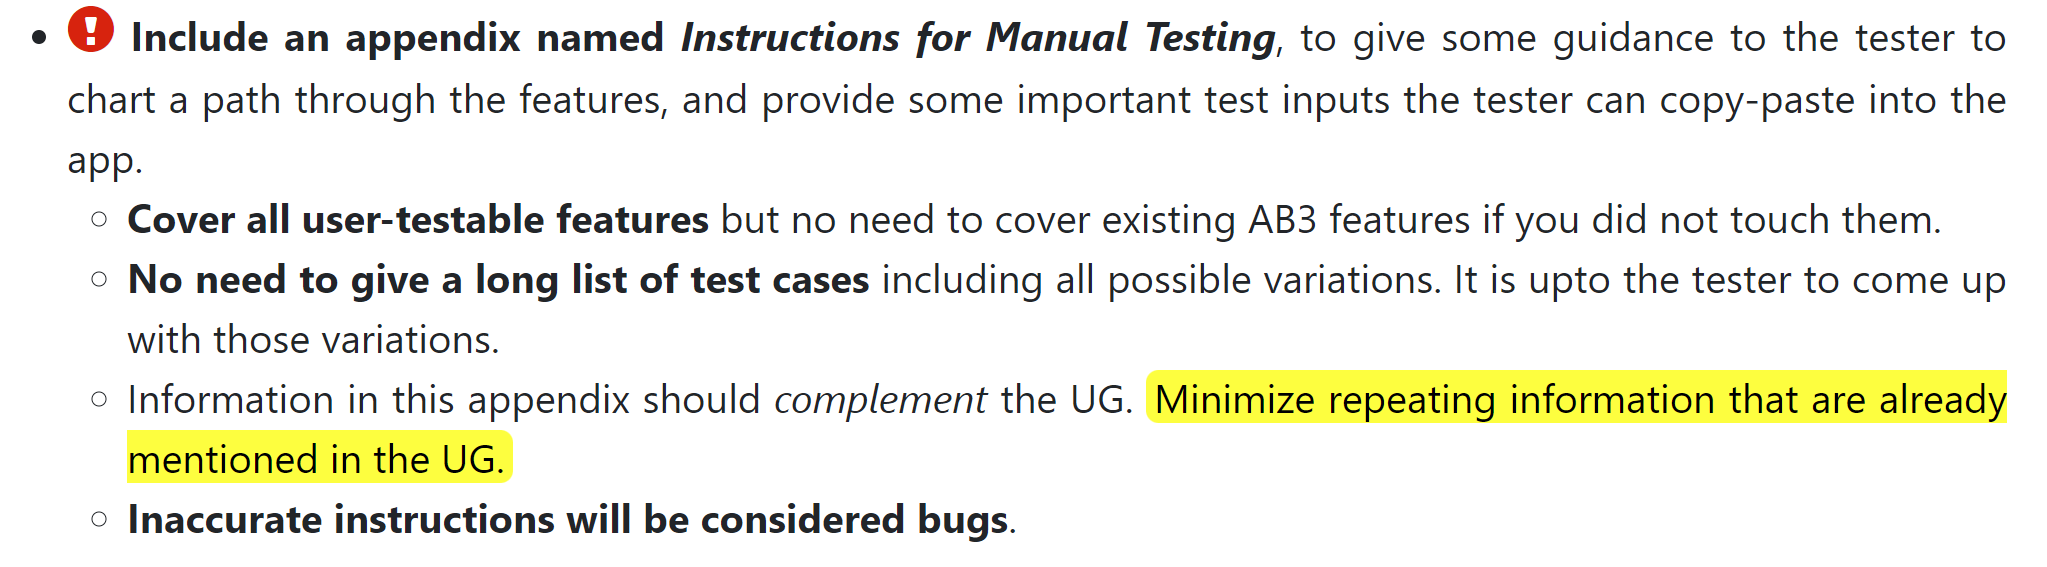 Include an appendix named Instructions for Manual Testing, to give some guidance to the tester to
chart a path through the features, and provide some important test inputs the tester can copy-paste into the
app.
Cover all user-testable features but no need to cover existing AB3 features if you did not touch them.
No need to give a long list of test cases including all possible variations. It is upto the tester to come up
with those variations.
Information in this appendix should complement the UG. Minimize repeating information that are already
mentioned in the UG.
Inaccurate instructions will be considered bugs.